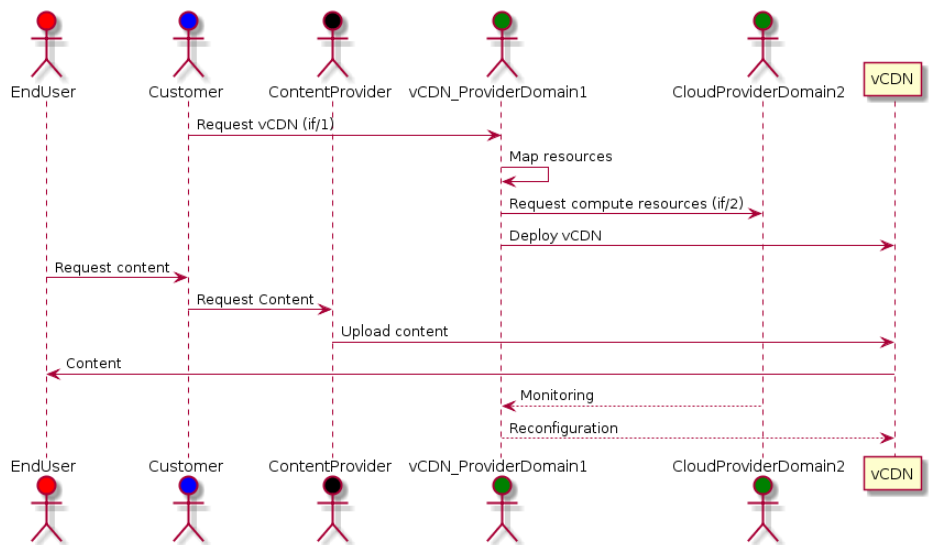 EndUser
Customer
ContentProvider
vCDN_ProviderDomain1
CloudProviderDomain2
vCDN
Request vCDN (if/1)
Map resources
Request compute resources (if/2)
Deploy vCDN
Request content
Request Content
Upload content
Content
Monitoring
Reconfiguration
EndUser
Customer
ContentProvider
vCDN_ProviderDomain1
CloudProviderDomain2
vCDN